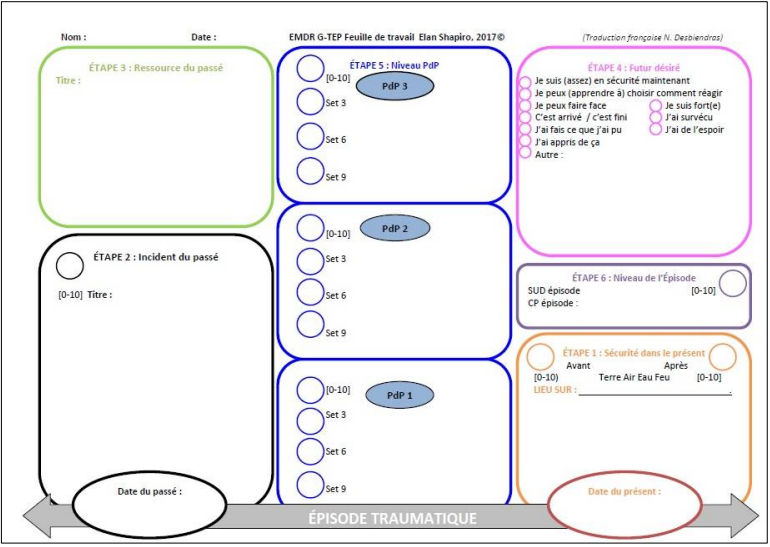 Nom :
Date :
EMDR G-TEP Feuille de travail Elan Shapiro, 2017©
(Traduction française N. Desbiendras)
ÉTAPE 3 : Ressource du passé
Titre :
ÉTAPE 2 : Incident du passé
[0-10] Titre :
ÉTAPE 5 : Niveau PdP
[0-10]
PdP 3
Set 3
Set 6
Set 9
[0-10]
PdP 2
Set 3
Set 6
Set 9
[0-10]
PdP 1
Set 3
Set 6
Set 9
ÉTAPE 4 : Futur désiré
Je suis (assez) en sécurité maintenant
Je peux (apprendre à) choisir comment réagir
Je peux faire face
Je suis fort(e)
C'est arrivé / c'est fini
J'ai survécu
J'ai fais ce que j'ai pu
J'ai de l'espoir
J'ai appris de ça
Autre :
ÉTAPE 6 : Niveau de l'Épisode
SUD épisode
[0-10]
CP épisode :
ÉTAPE 1 : Sécurité dans le présent
Avant
Après
[0-10)
Terre Air Eau Feu
[0-10]
LIEU SUR :
Date du passé :
Date du présent :
ÉPISODE TRAUMATIQUE